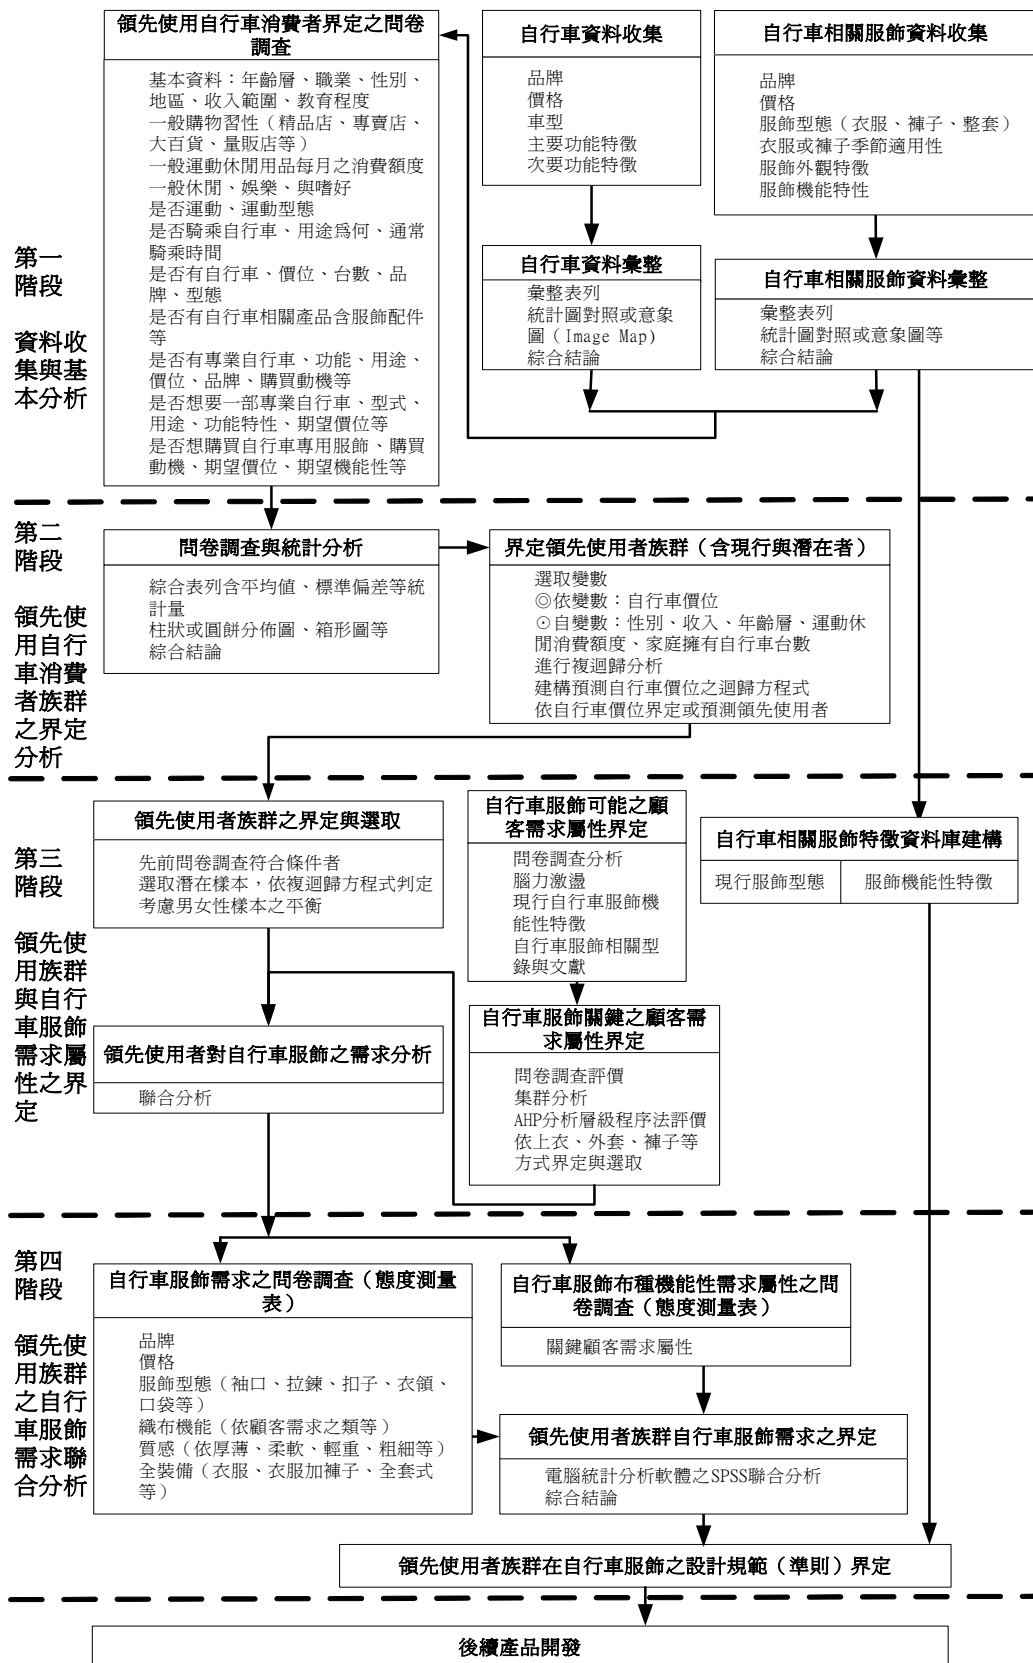 第一
階段
資料收
集與基
本分析
領先使用自行車消費者界定之問卷
調查
基本資料：年齡層、職業、性別、
地區、收入範圍、教育程度
一般購物習性（精品店、專賣店、
大百貨、量販店等）
一般運動休閒用品每月之消費額度
一般休閒、娛樂、與嗜好
是否運動、運動型態
是否騎乘自行車、用途為何、通常
騎乘時間
是否有自行車、價位、台數、品
牌、型態
是否有自行車相關產品含服飾配件
等
是否有專業自行車、功能、用途、
價位、品牌、購買動機等
是否想要一部專業自行車、型式、
用途、功能特性、期望價位等
是否想購買自行車專用服飾、購買
動機、期望價位、期望機能性等
自行車資料收集
品牌
價格
車型
主要功能特徵
次要功能特徵
自行車相關服飾資料收集
品牌
價格
服飾型態（衣服、褲子、整套）
衣服或褲子季節適用性
服飾外觀特徵
服飾機能特性
自行車資料彙整
彙整表列
統計圖對照或意象
圖（Image Map）
綜合結論
自行車相關服飾資料彙整
彙整表列
統計圖對照或意象圖等
綜合結論
第二
階段
領先使
用自行
車消費
者族群
之界定
分析
問卷調查與統計分析
綜合表列含平均值、標準偏差等統
計量
柱狀或圓餅分佈圖、箱形圖等
綜合結論
界定領先使用者族群（含現行與潛在者）
選取變數
◎依變數：自行車價位
⊙自變數：性別、收入、年齡層、運動休
閒消費額度、家庭擁有自行車台數
進行複迴歸分析
建構預測自行車價位之迴歸方程式
依自行車價位界定或預測領先使用者
第三
階段
領先使
用族群
與自行
車服飾
需求屬
性之界
定
領先使用者族群之界定與選取
先前問卷調查符合條件者
選取潛在樣本，依複迴歸方程式判定
考慮男女性樣本之平衡
自行車服飾可能之顧
客需求屬性界定
問卷調查分析
腦力激盪
現行自行車服飾機
能性特徵
自行車服飾相關型
錄與文獻
自行車相關服飾特徵資料庫建構
現行服飾型態
服飾機能性特徵
領先使用者對自行車服飾之需求分析
聯合分析
自行車服飾關鍵之顧客需
求屬性界定
問卷調查評價
集群分析
AHP分析層級程序法評價
依上衣、外套、褲子等
方式界定與選取
第四
階段
領先使
用族群
之自行
車服飾
需求聯
合分析
自行車服飾需求之問卷調查（態度測量
表）
品牌
價格
服飾型態（袖口、拉鍊、扣子、衣領、
口袋等）
織布機能（依顧客需求之類等）
質感（依厚薄、柔軟、輕重、粗細等）
全裝備（衣服、衣服加褲子、全套式
等）
自行車服飾布種機能性需求屬性之問
卷調查（態度測量表）
關鍵顧客需求屬性
領先使用者族群自行車服飾需求之界定
電腦統計分析軟體之SPSS聯合分析
綜合結論
領先使用者族群在自行車服飾之設計規範（準則）界定
後續產品開發